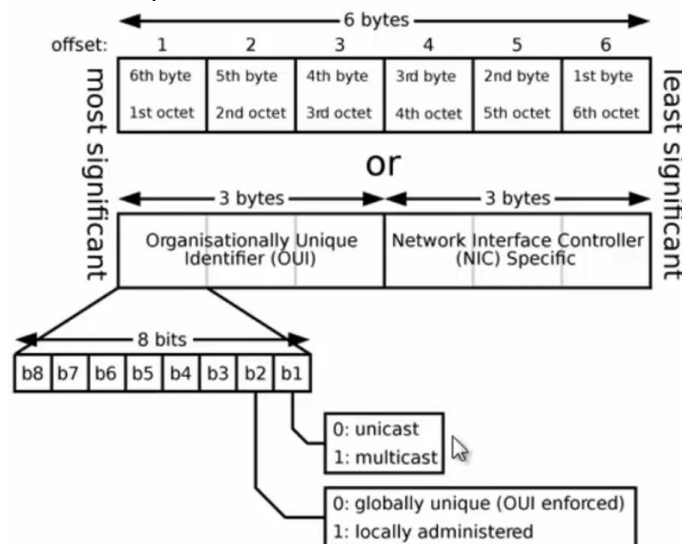 6 bytes
offset: 1 2 3 4 5 6
most significant
6th byte 5th byte 4th byte 3rd byte 2nd byte 1st byte
1st octet 2nd octet 3rd octet 4th octet 5th octet 6th octet
least significant
or
3 bytes 3 bytes
Organisationally Unique Network Interface Controller
Identifier (OUI) (NIC) Specific
8 bits
b8 b7 b6 b5 b4 b3 b2 b1
0: unicast
1: multicast
0: globally unique (OUI enforced)
1: locally administered